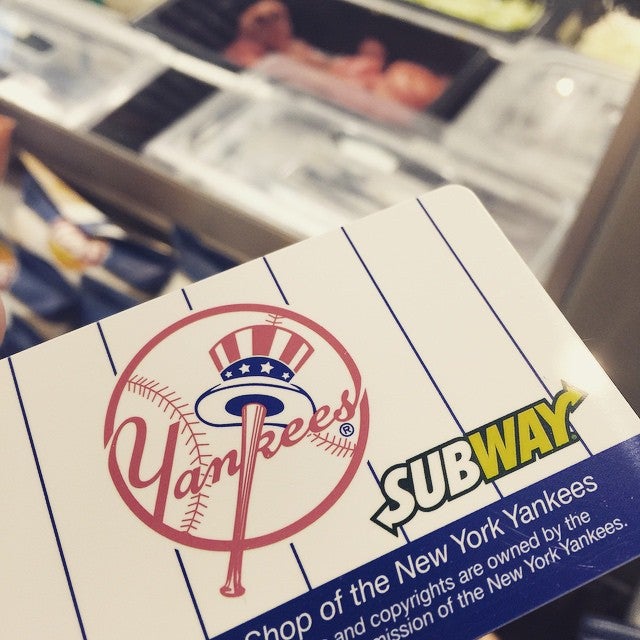 Yankees®
SUBWAY®
Shop of the New York Yankees
and copyrights are owned by the
mission of the New York Yankees.